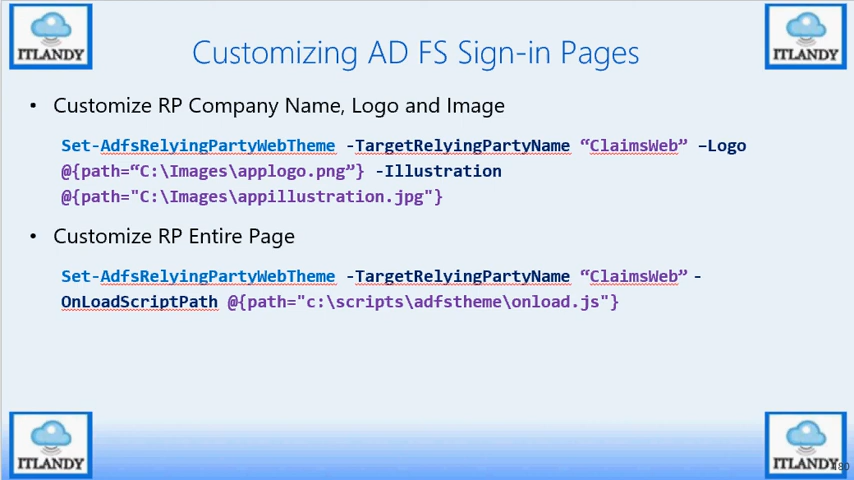 ITLANDY
ITLANDY
Customizing AD FS Sign-in Pages
• Customize RP Company Name, Logo and Image
Set-AdfsRelyingPartyWebTheme -TargetRelyingPartyName “ClaimsWeb” –Logo
@{path=“C:\Images\applogo.png”} -Illustration
@{path="C:\Images\appillustration.jpg"}
• Customize RP Entire Page
Set-AdfsRelyingPartyWebTheme -TargetRelyingPartyName “ClaimsWeb” -
OnLoadScriptPath @{path="c:\scripts\adfstheme\onload.js"}
ITLANDY
ITLANDY